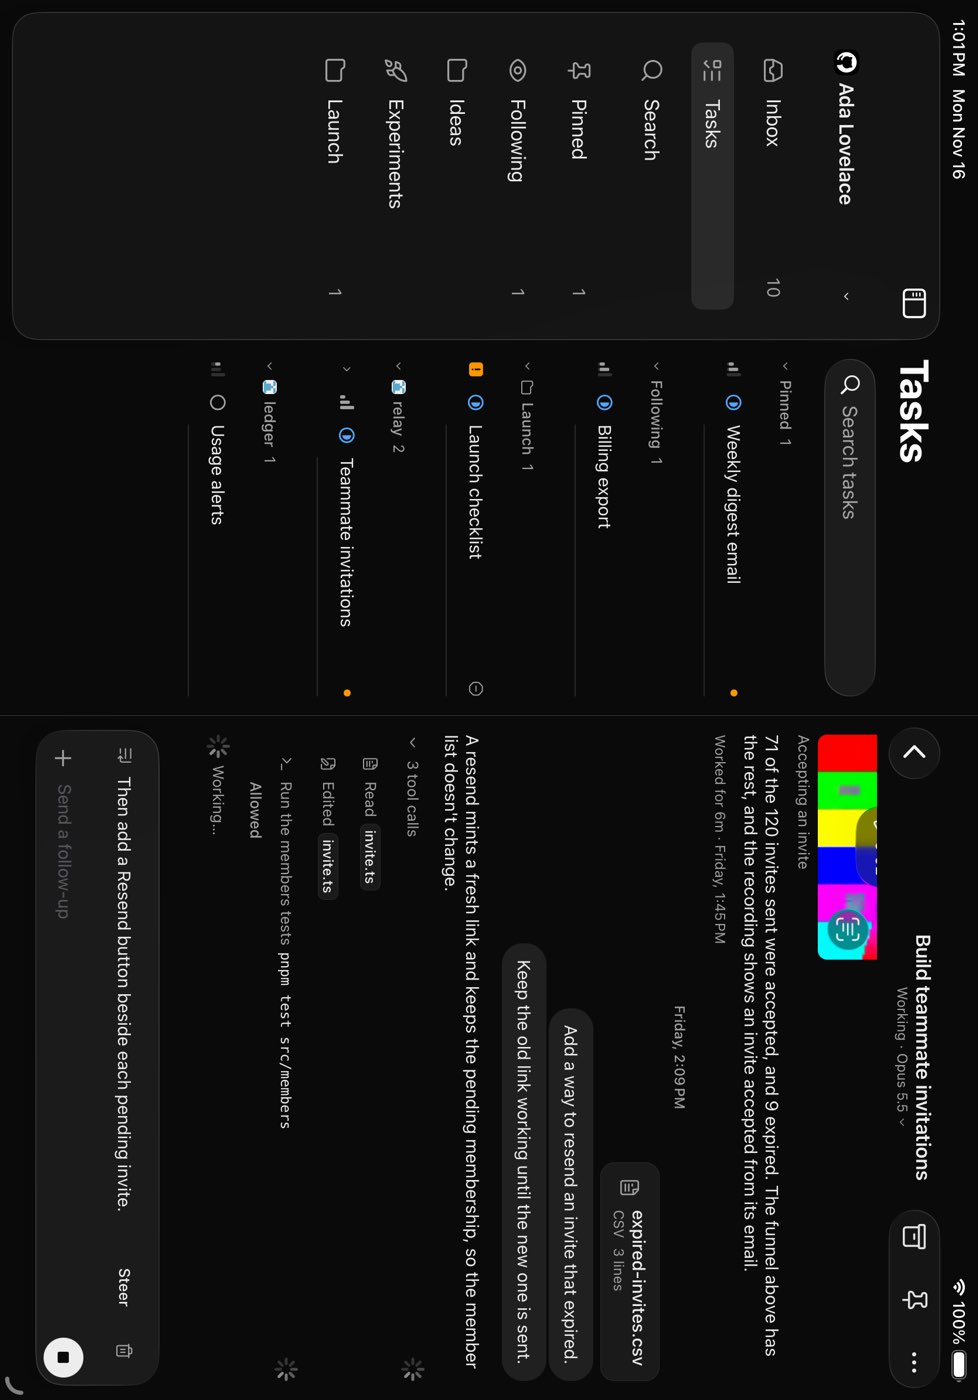 1:01 PM Mon Nov 16
100%
Ada Lovelace
Inbox 10
Tasks
Search
Pinned 1
Following 1
Ideas
Experiments
Launch 1
Tasks
Search tasks
Pinned 1
Weekly digest email
Following 1
Billing export
Launch 1
Launch checklist
relay 2
Teammate invitations
ledger 1
Usage alerts
Build teammate invitations
Working · Opus 5.5
Accepting an invite
71 of the 120 invites sent were accepted, and 9 expired. The funnel above has
the rest, and the recording shows an invite accepted from its email.
Worked for 6m · Friday, 1:45 PM
Friday, 2:09 PM
expired-invites.csv
CSV 3 lines
Add a way to resend an invite that expired.
Keep the old link working until the new one is sent.
A resend mints a fresh link and keeps the pending membership, so the member
list doesn't change.
3 tool calls
Read invite.ts
Edited invite.ts
Run the members tests pnpm test src/members
Allowed
Working...
Then add a Resend button beside each pending invite. Steer
Send a follow-up